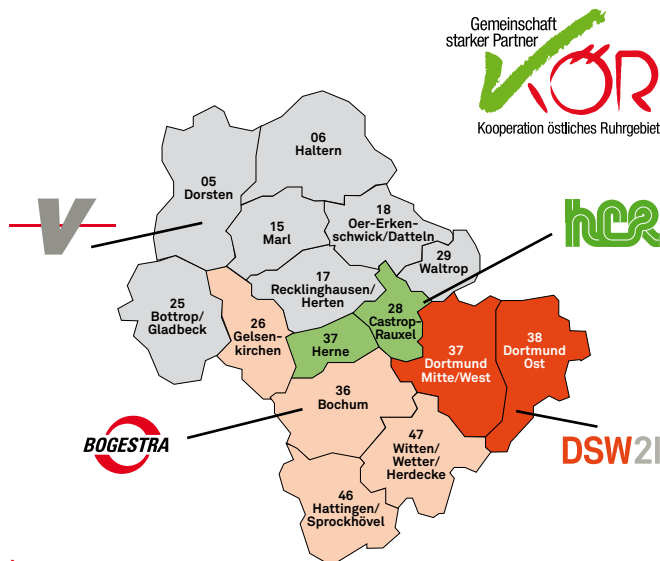 Gemeinschaft
starker Partner
KÖR
Kooperation östliches Ruhrgebiet
06
Haltern
05
Dorsten
V
18
Oer-Erken-
schwick/Datteln
15
Marl
hcr
29
Waltrop
17
Recklinghausen/
Herten
25
Bottrop/
Gladbeck
26
Gelsen-
kirchen
28
Castrop-
Rauxel
37
Herne
37
Dortmund
Mitte/West
38
Dortmund
Ost
36
Bochum
BOGESTRA
47
Witten/
Wetter/
Herdecke
DSW21
46
Hattingen/
Sprockhövel